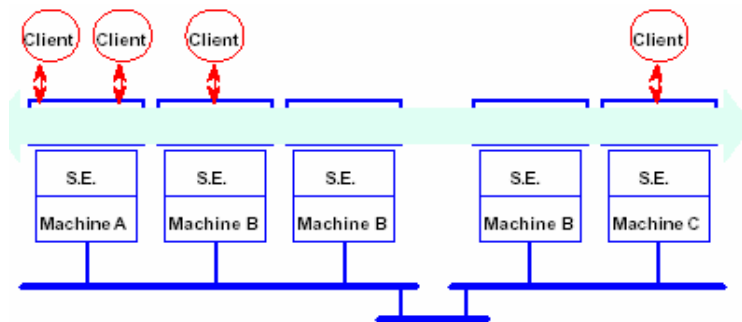 Client Client Client Client
S.E. S.E. S.E. S.E. S.E.
Machine A Machine B Machine B Machine B Machine C